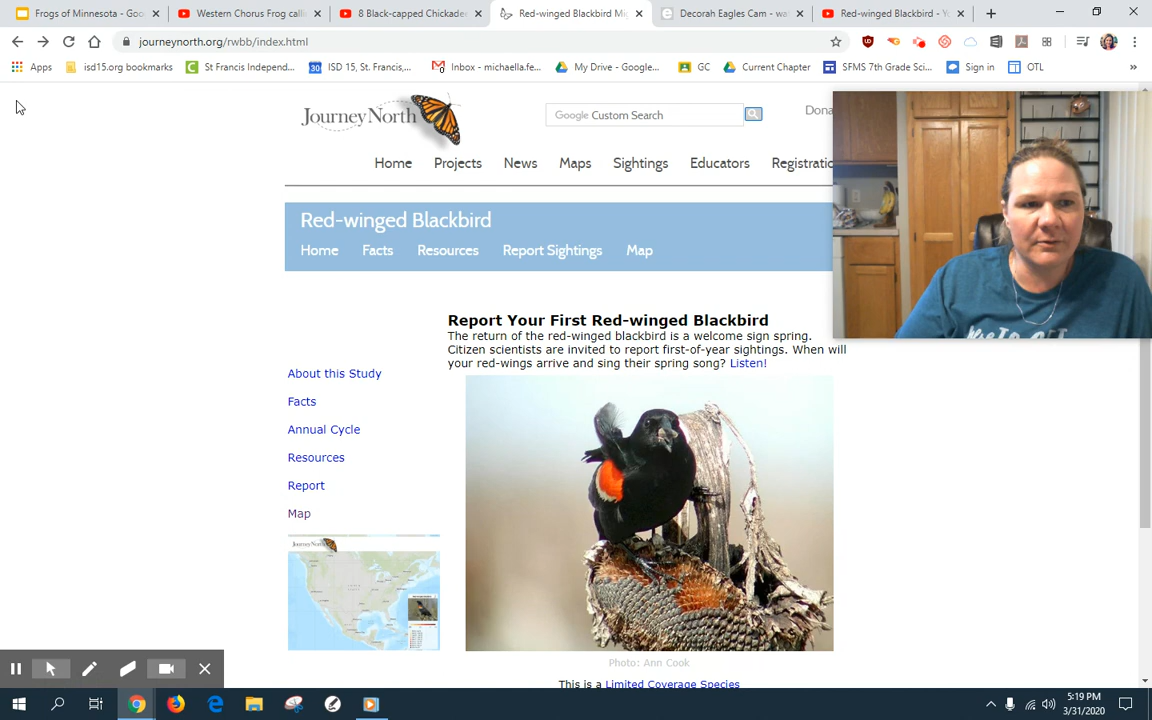 Frogs of Minnesota - Goo
Western Chorus Frog calli
8 Black-capped Chickadee
Red-winged Blackbird Mi
Decorah Eagles Cam - wa
Red-winged Blackbird - Y
journeynorth.org/rwbb/index.html
Apps
isd15.org bookmarks
St Francis Independ...
ISD 15, St. Francis,...
Inbox - michaella.fe...
My Drive - Google...
GC
Current Chapter
SFMS 7th Grade Sci...
Sign in
OTL
JOURNEY NORTH
Google Custom Search
Dona
Home Projects News Maps Sightings Educators Registratio
Red-winged Blackbird
Home Facts Resources Report Sightings Map
Report Your First Red-winged Blackbird
The return of the red-winged blackbird is a welcome sign spring.
Citizen scientists are invited to report first-of-year sightings. When will
your red-wings arrive and sing their spring song? Listen!
About this Study
Facts
Annual Cycle
Resources
Report
Map
JOURNEY NORTH
Photo: Ann Cook
This is a Limited Coverage Species
5:19 PM
3/31/2020